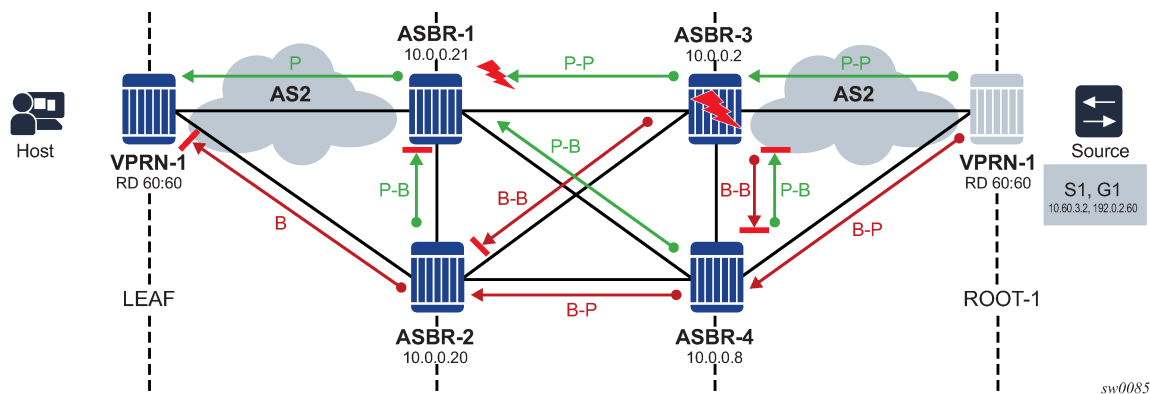 ASBR-1
10.0.0.21
ASBR-3
10.0.0.2
P
P-P
P-P
AS2
AS2
Host
VPRN-1
RD 60:60
P-B
P-B
B-B
B-B
P-B
VPRN-1
RD 60:60
Source
S1, G1
10.60.3.2, 192.0.2.60
B
B-P
LEAF
B-P
ROOT-1
ASBR-2
10.0.0.20
ASBR-4
10.0.0.8
sw0085